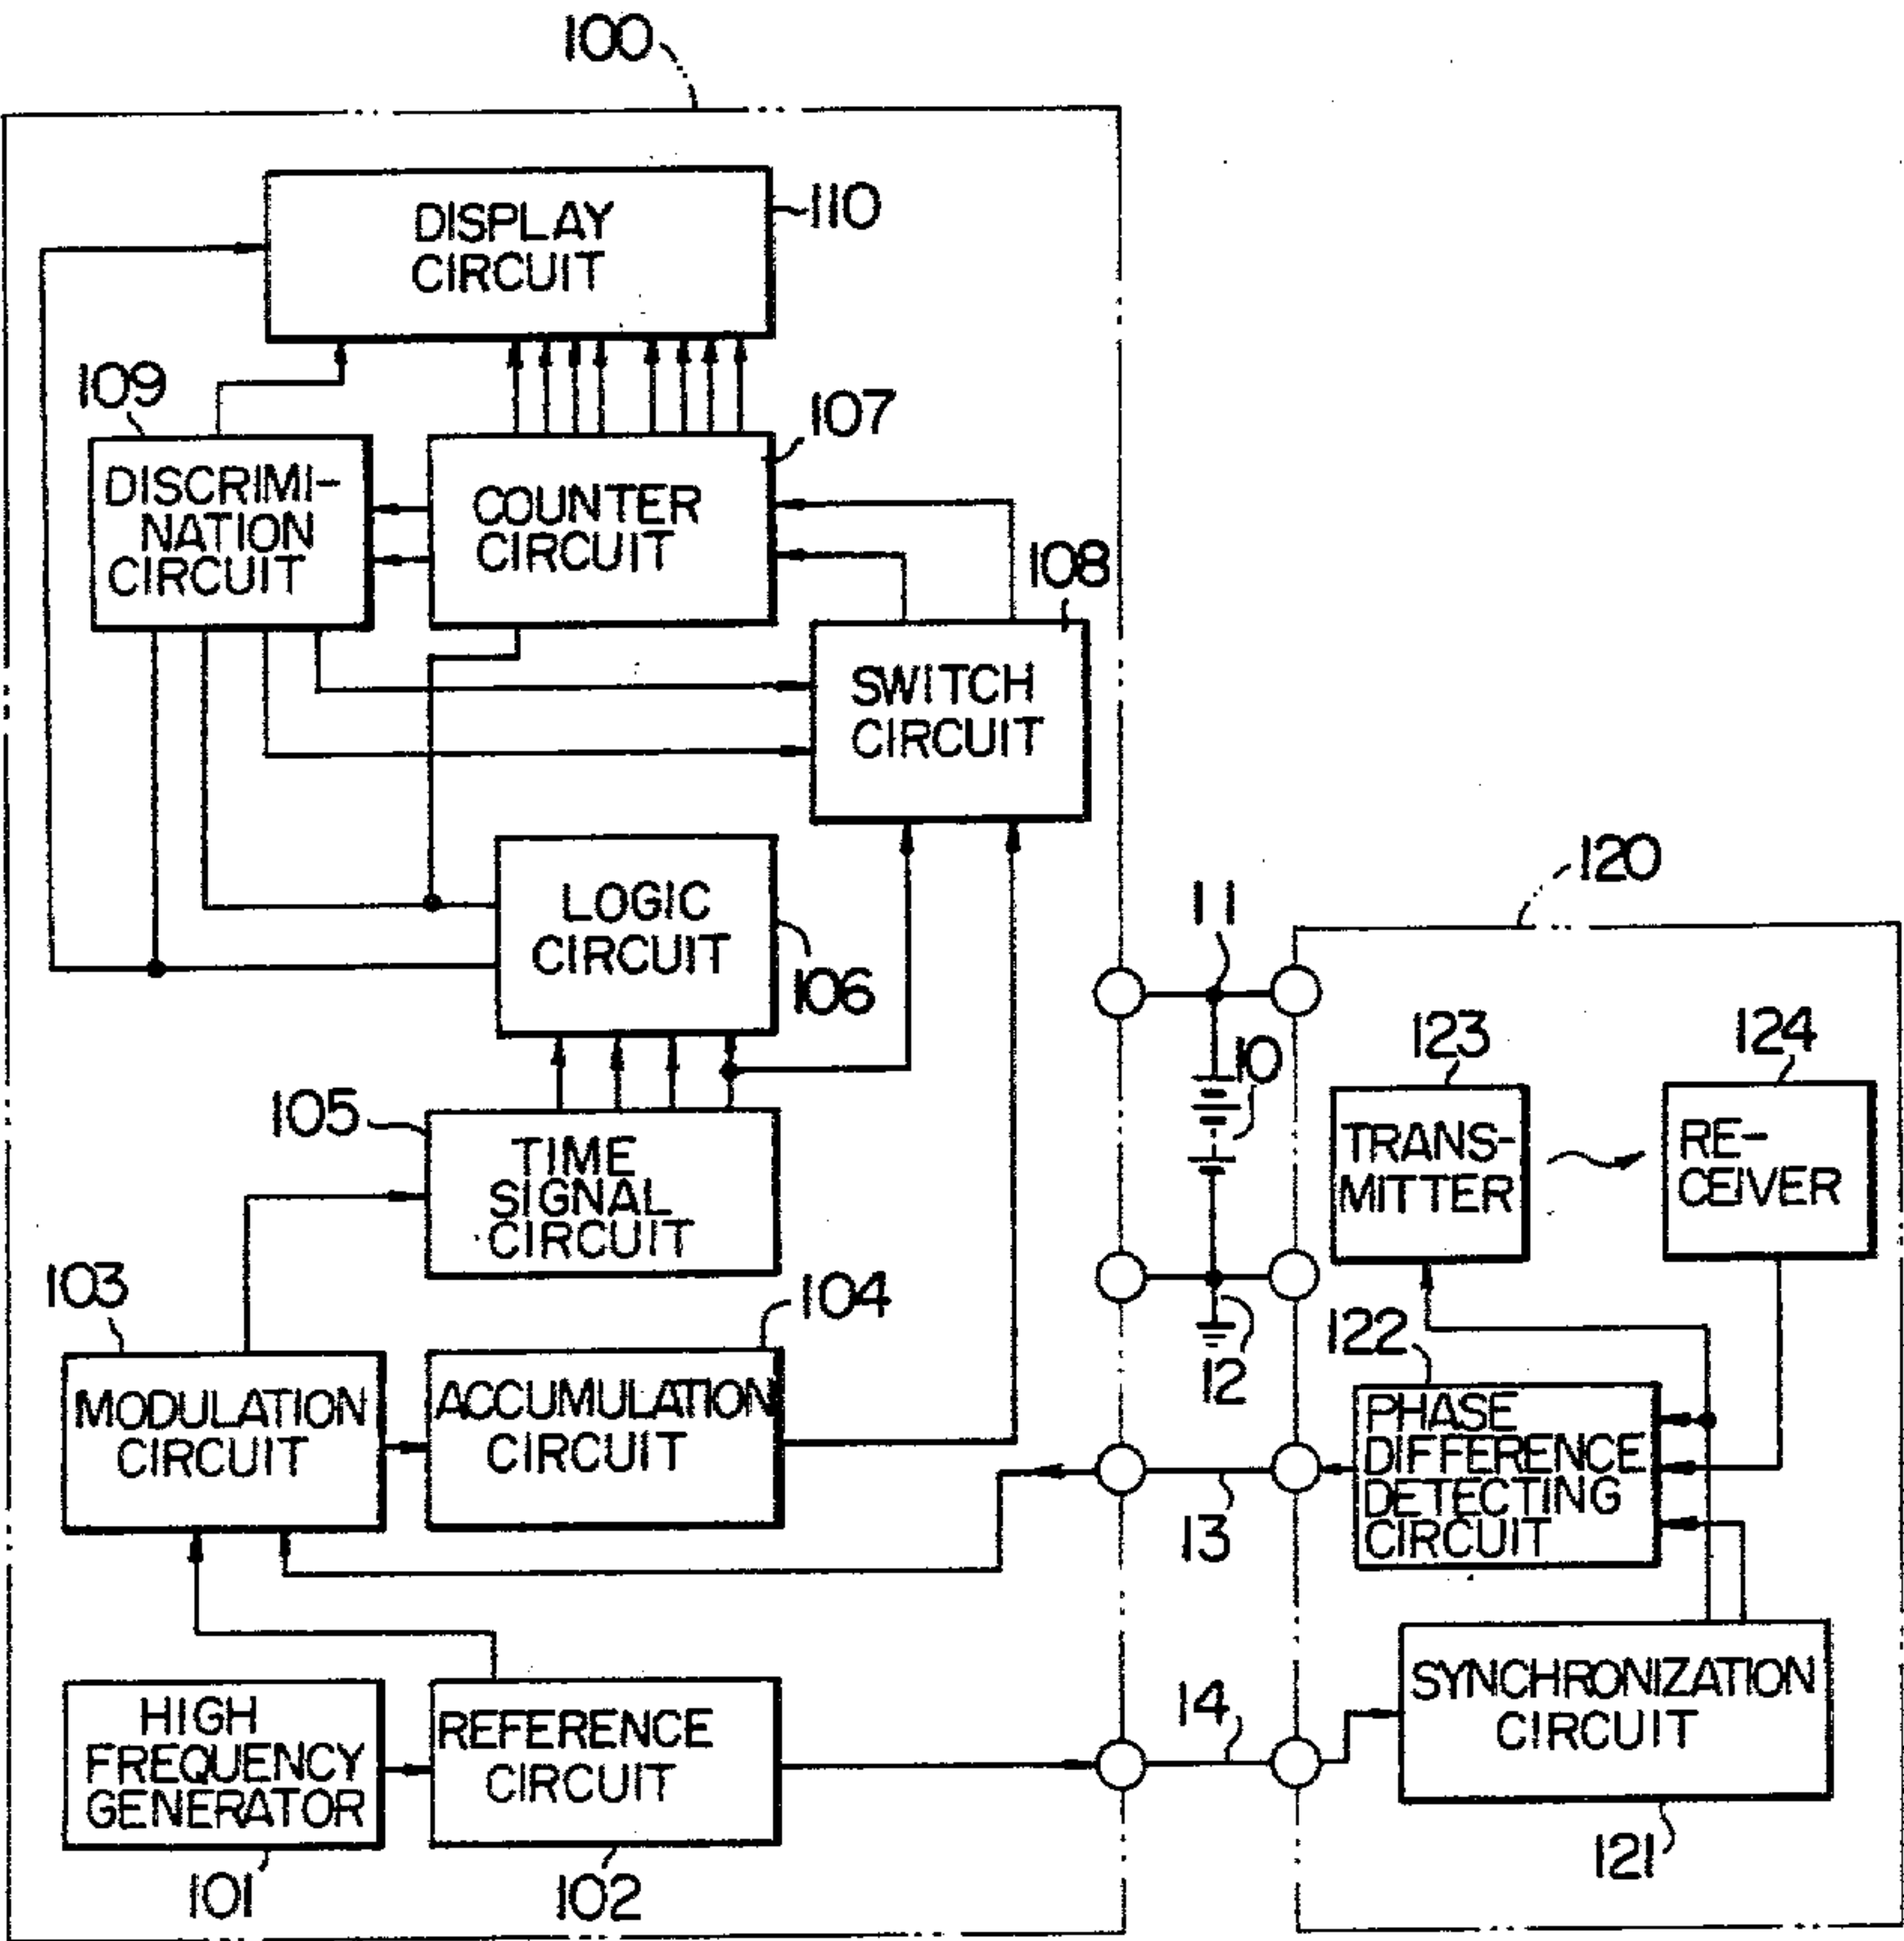 100
DISPLAY
CIRCUIT
110
109
107
DISCRIMI-
NATION
CIRCUIT
COUNTER
CIRCUIT
108
SWITCH
CIRCUIT
LOGIC
CIRCUIT
106
120
11
10
123
124
TRANS-
MITTER
RE-
CEIVER
105
TIME
SIGNAL
CIRCUIT
103
104
12
122
MODULATION
CIRCUIT
ACCUMULATION
CIRCUIT
PHASE
DIFFERENCE
DETECTING
CIRCUIT
13
HIGH
FREQUENCY
GENERATOR
REFERENCE
CIRCUIT
14
SYNCHRONIZATION
CIRCUIT
101
102
121